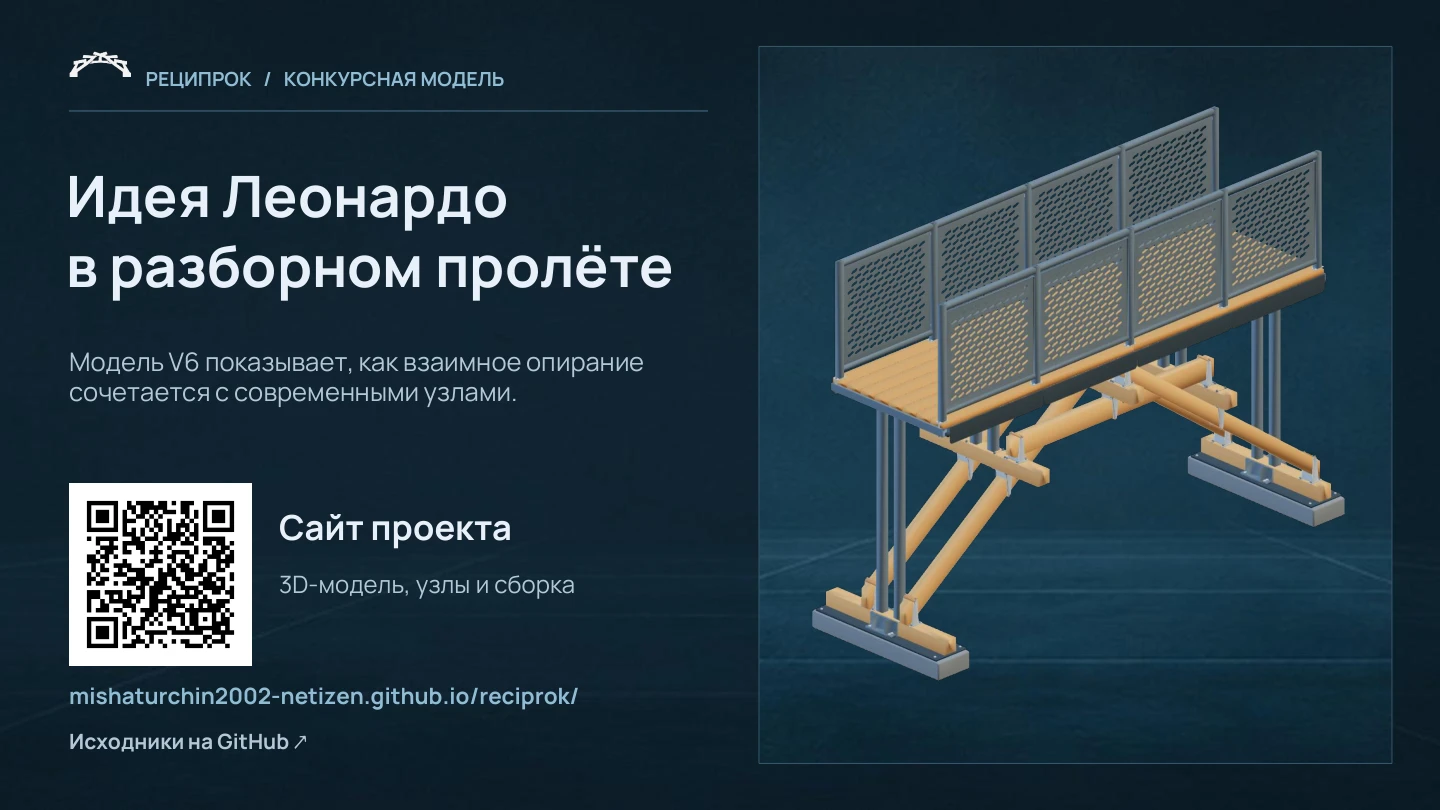 РЕЦИПРОК / КОНКУРСНАЯ МОДЕЛЬ
Идея Леонардо
в разборном пролёте
Модель V6 показывает, как взаимное опирание
сочетается с современными узлами.
Сайт проекта
3D-модель, узлы и сборка
mishaturchin2002-netizen.github.io/reciprok/
Исходники на GitHub ↗